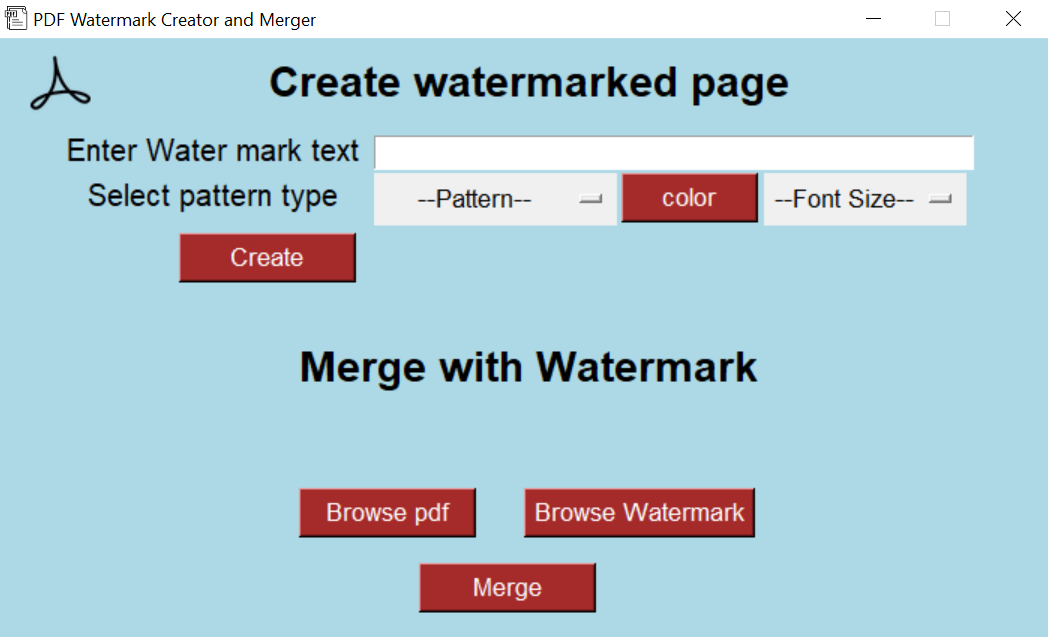 PDF Watermark Creator and Merger
Create watermarked page
Enter Water mark text
Select pattern type --Pattern-- color --Font Size--
Create
Merge with Watermark
Browse pdf Browse Watermark
Merge